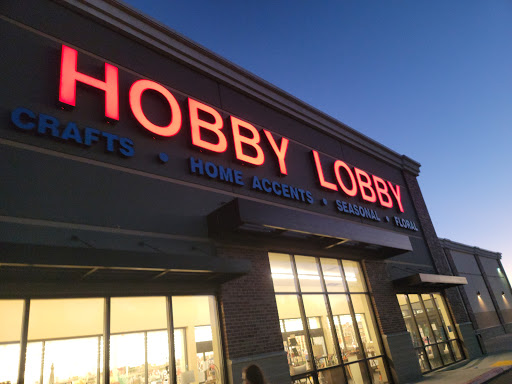 HOBBY LOBBY
CRAFTS • HOME ACCENTS • SEASONAL • FLORAL